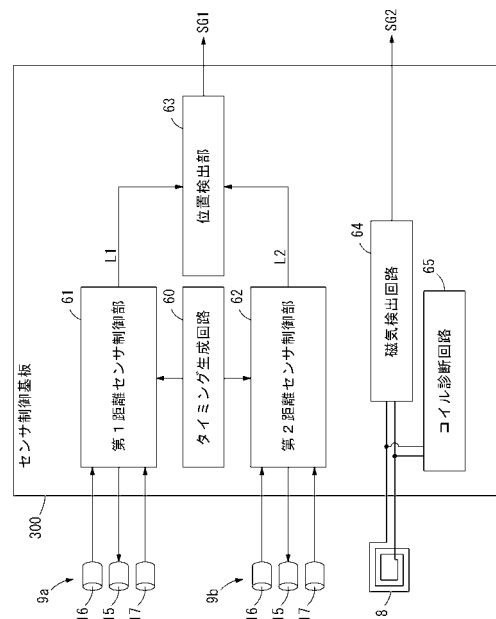 センサ制御基板
300
9a
16
15
17
61
第1距離センサ制御部
L1
60
タイミング生成回路
63
位置検出部
SG1
9b
16
15
17
62
第2距離センサ制御部
L2
8
64
磁気検出回路
SG2
65
コイル診断回路